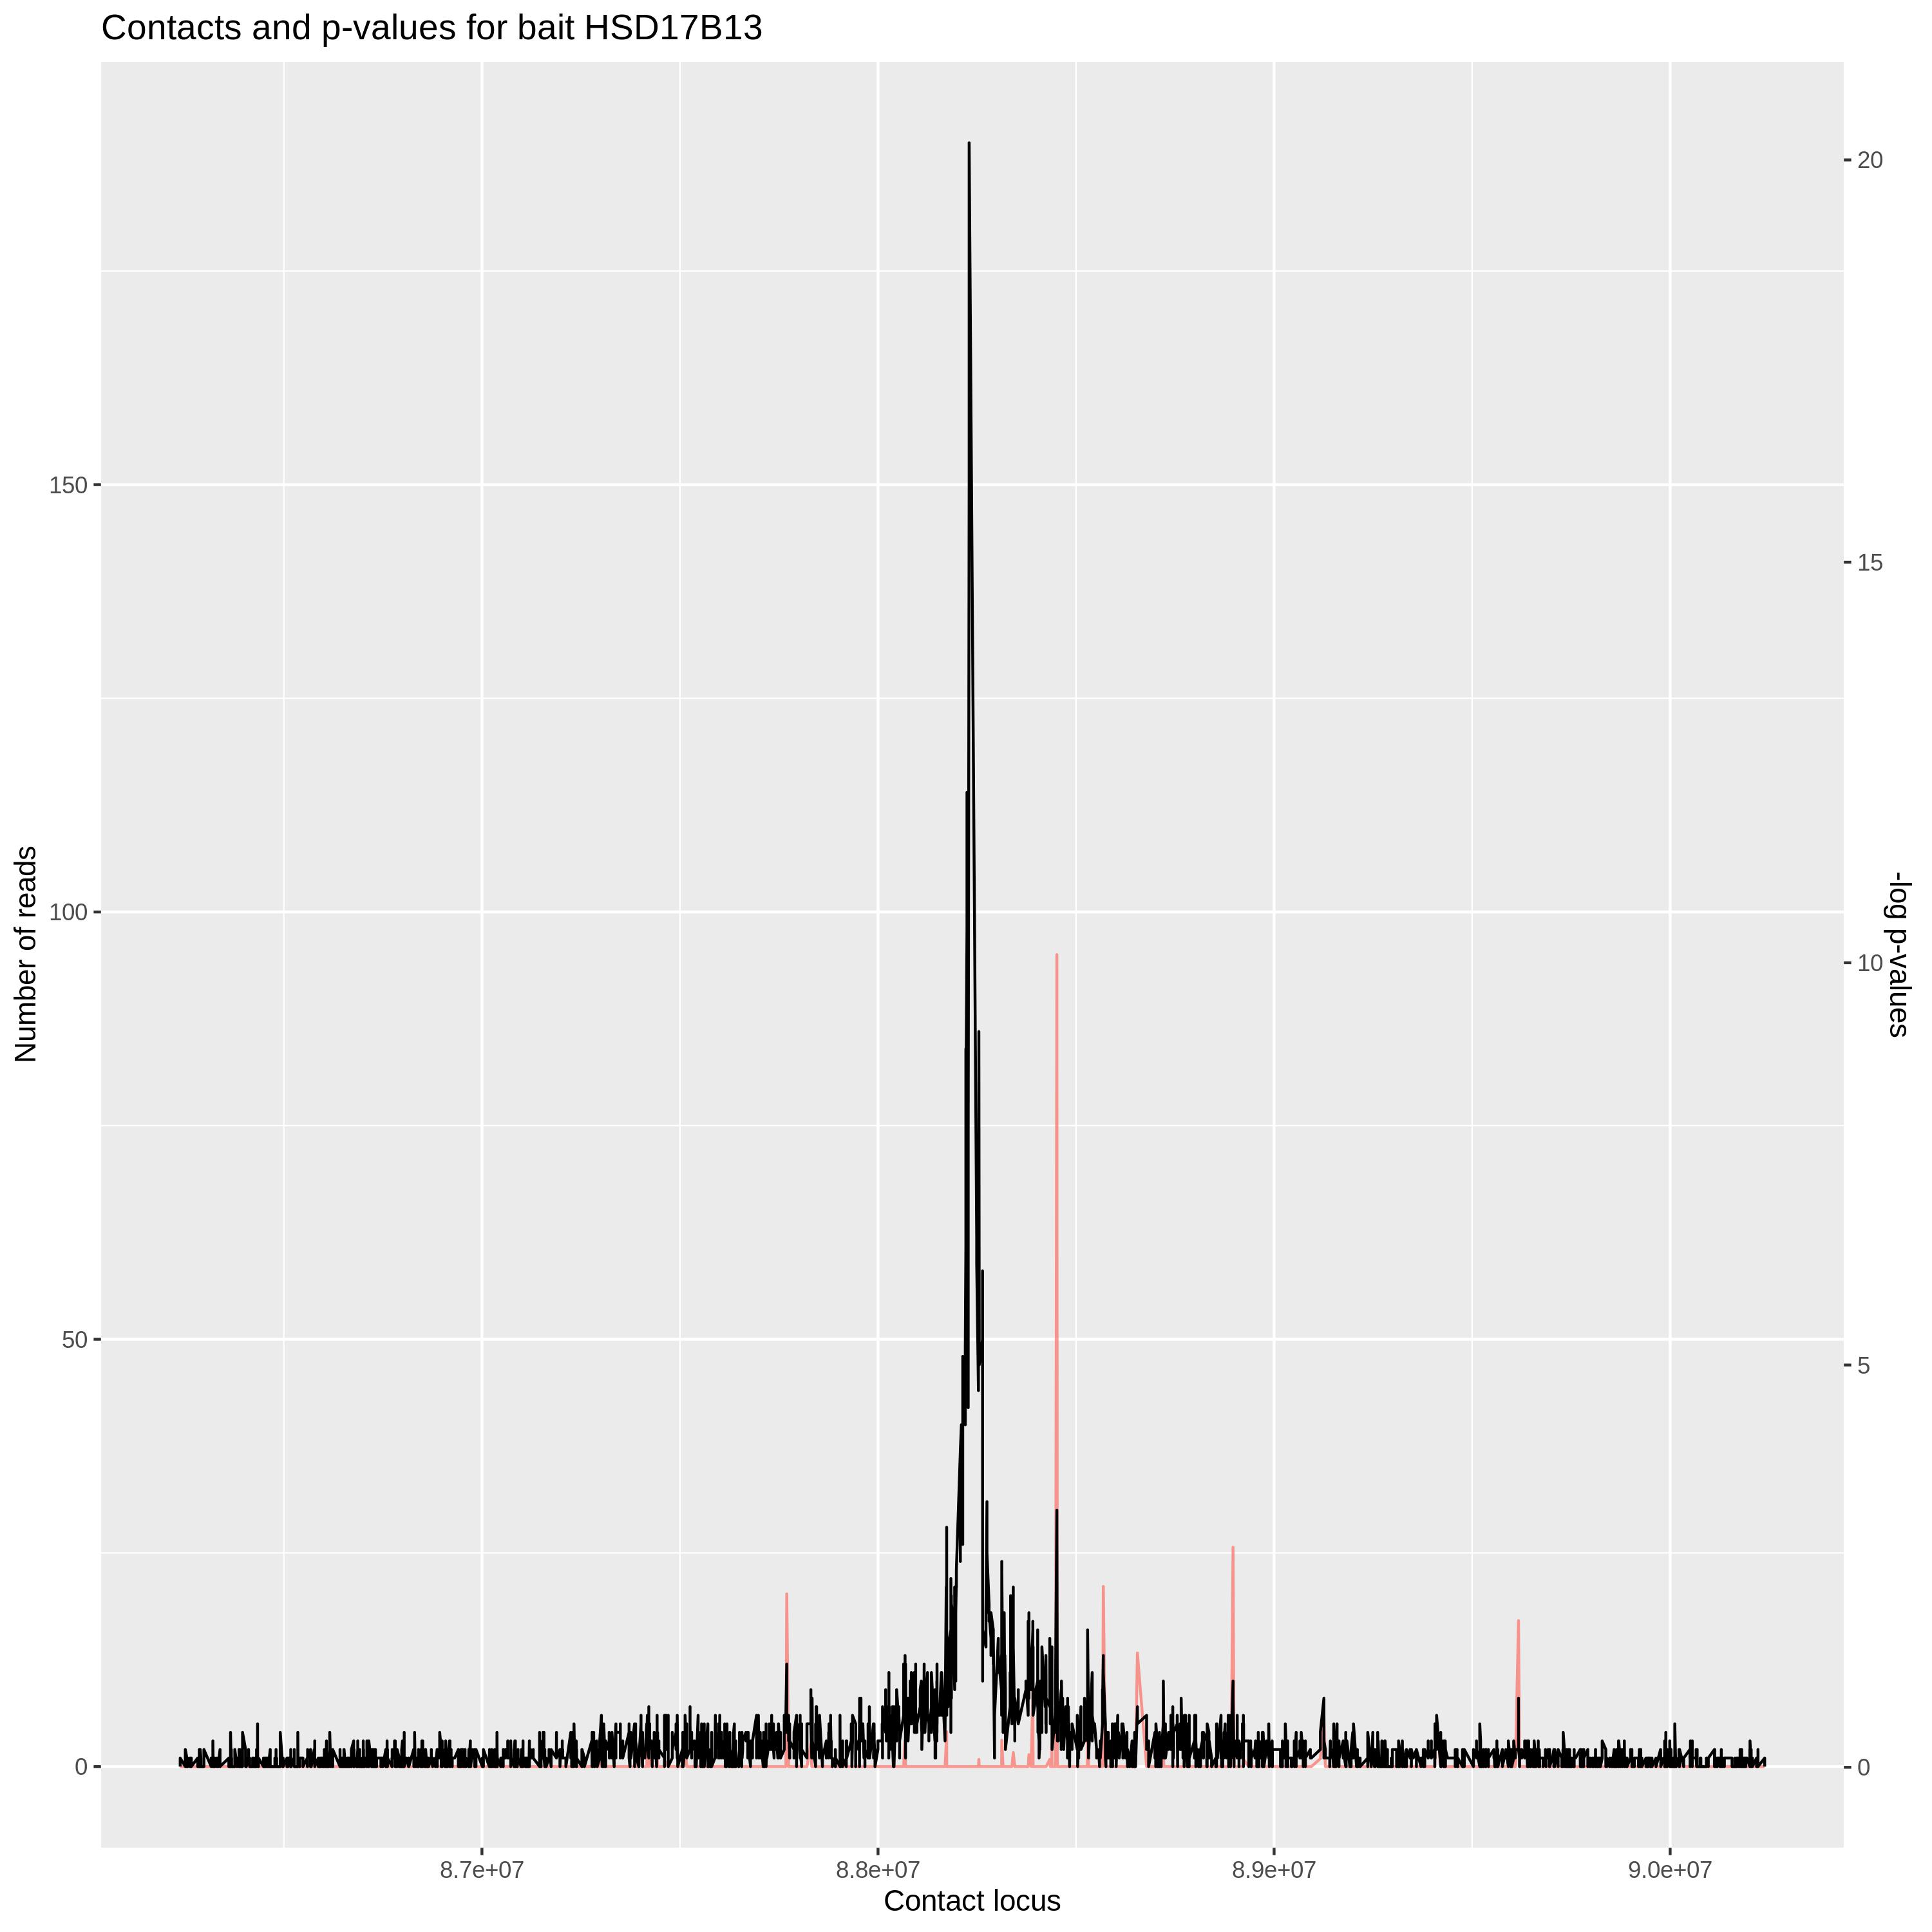 Contacts and p-values for bait HSD17B13
Number of reads
150
100
50
0
20
15
10
5
0
-log p-values
8.7e+07 8.8e+07 8.9e+07 9.0e+07
Contact locus